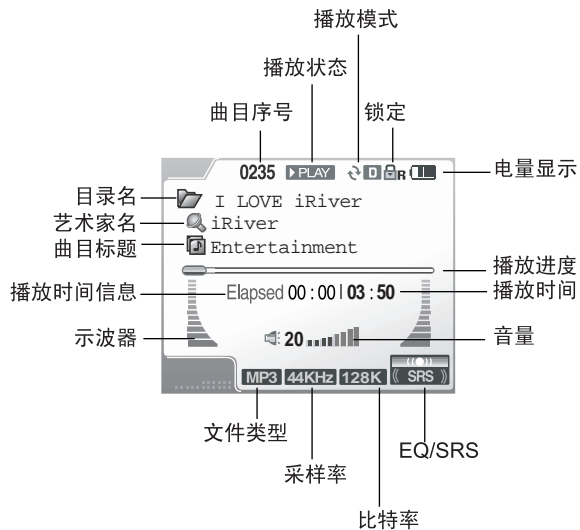 播放模式
播放状态
曲目序号
锁定
0235 PLAY D R
电量显示
目录名
I LOVE iRiver
艺术家名
iRiver
曲目标题
Entertainment
播放进度
播放时间信息
Elapsed 00:00 | 03:50
播放时间
示波器
20
音量
MP3 44KHz 128K SRS
文件类型
EQ/SRS
采样率
比特率